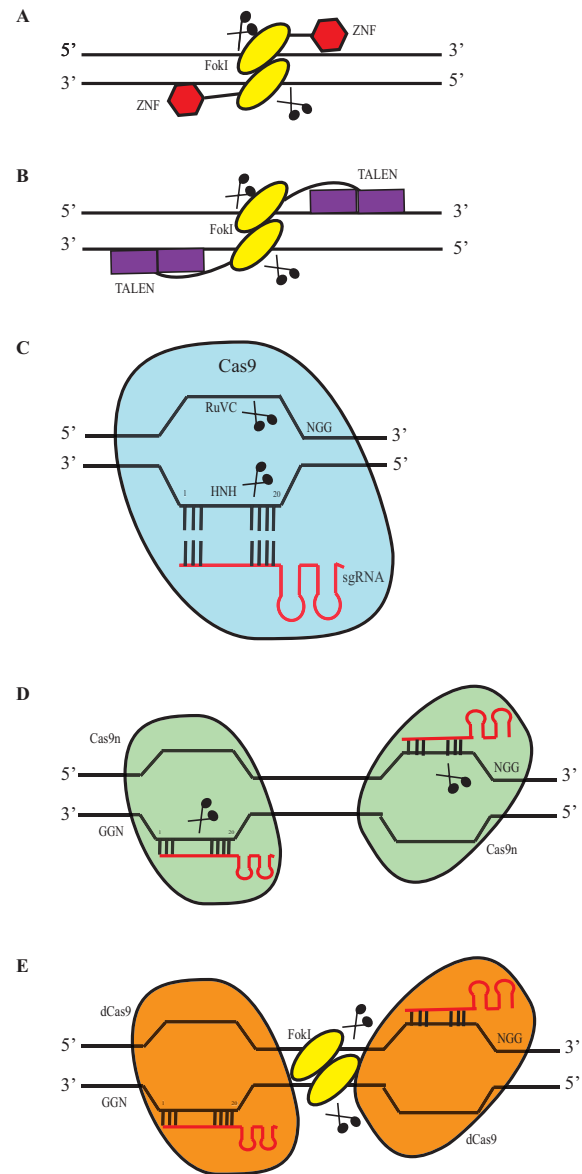 A
ZNF
5’ 3’
FokI
3’ 5’
ZNF
B
TALEN
5’ 3’
FokI
3’ 5’
TALEN
C
Cas9
RuVC
NGG
5’ 3’
3’ 5’
HNH
1 20
sgRNA
D
Cas9n
NGG
5’ 3’
3’ 5’
GGN
1 20
Cas9n
E
dCas9
FokI
NGG
5’ 3’
3’ 5’
GGN
1 20
dCas9